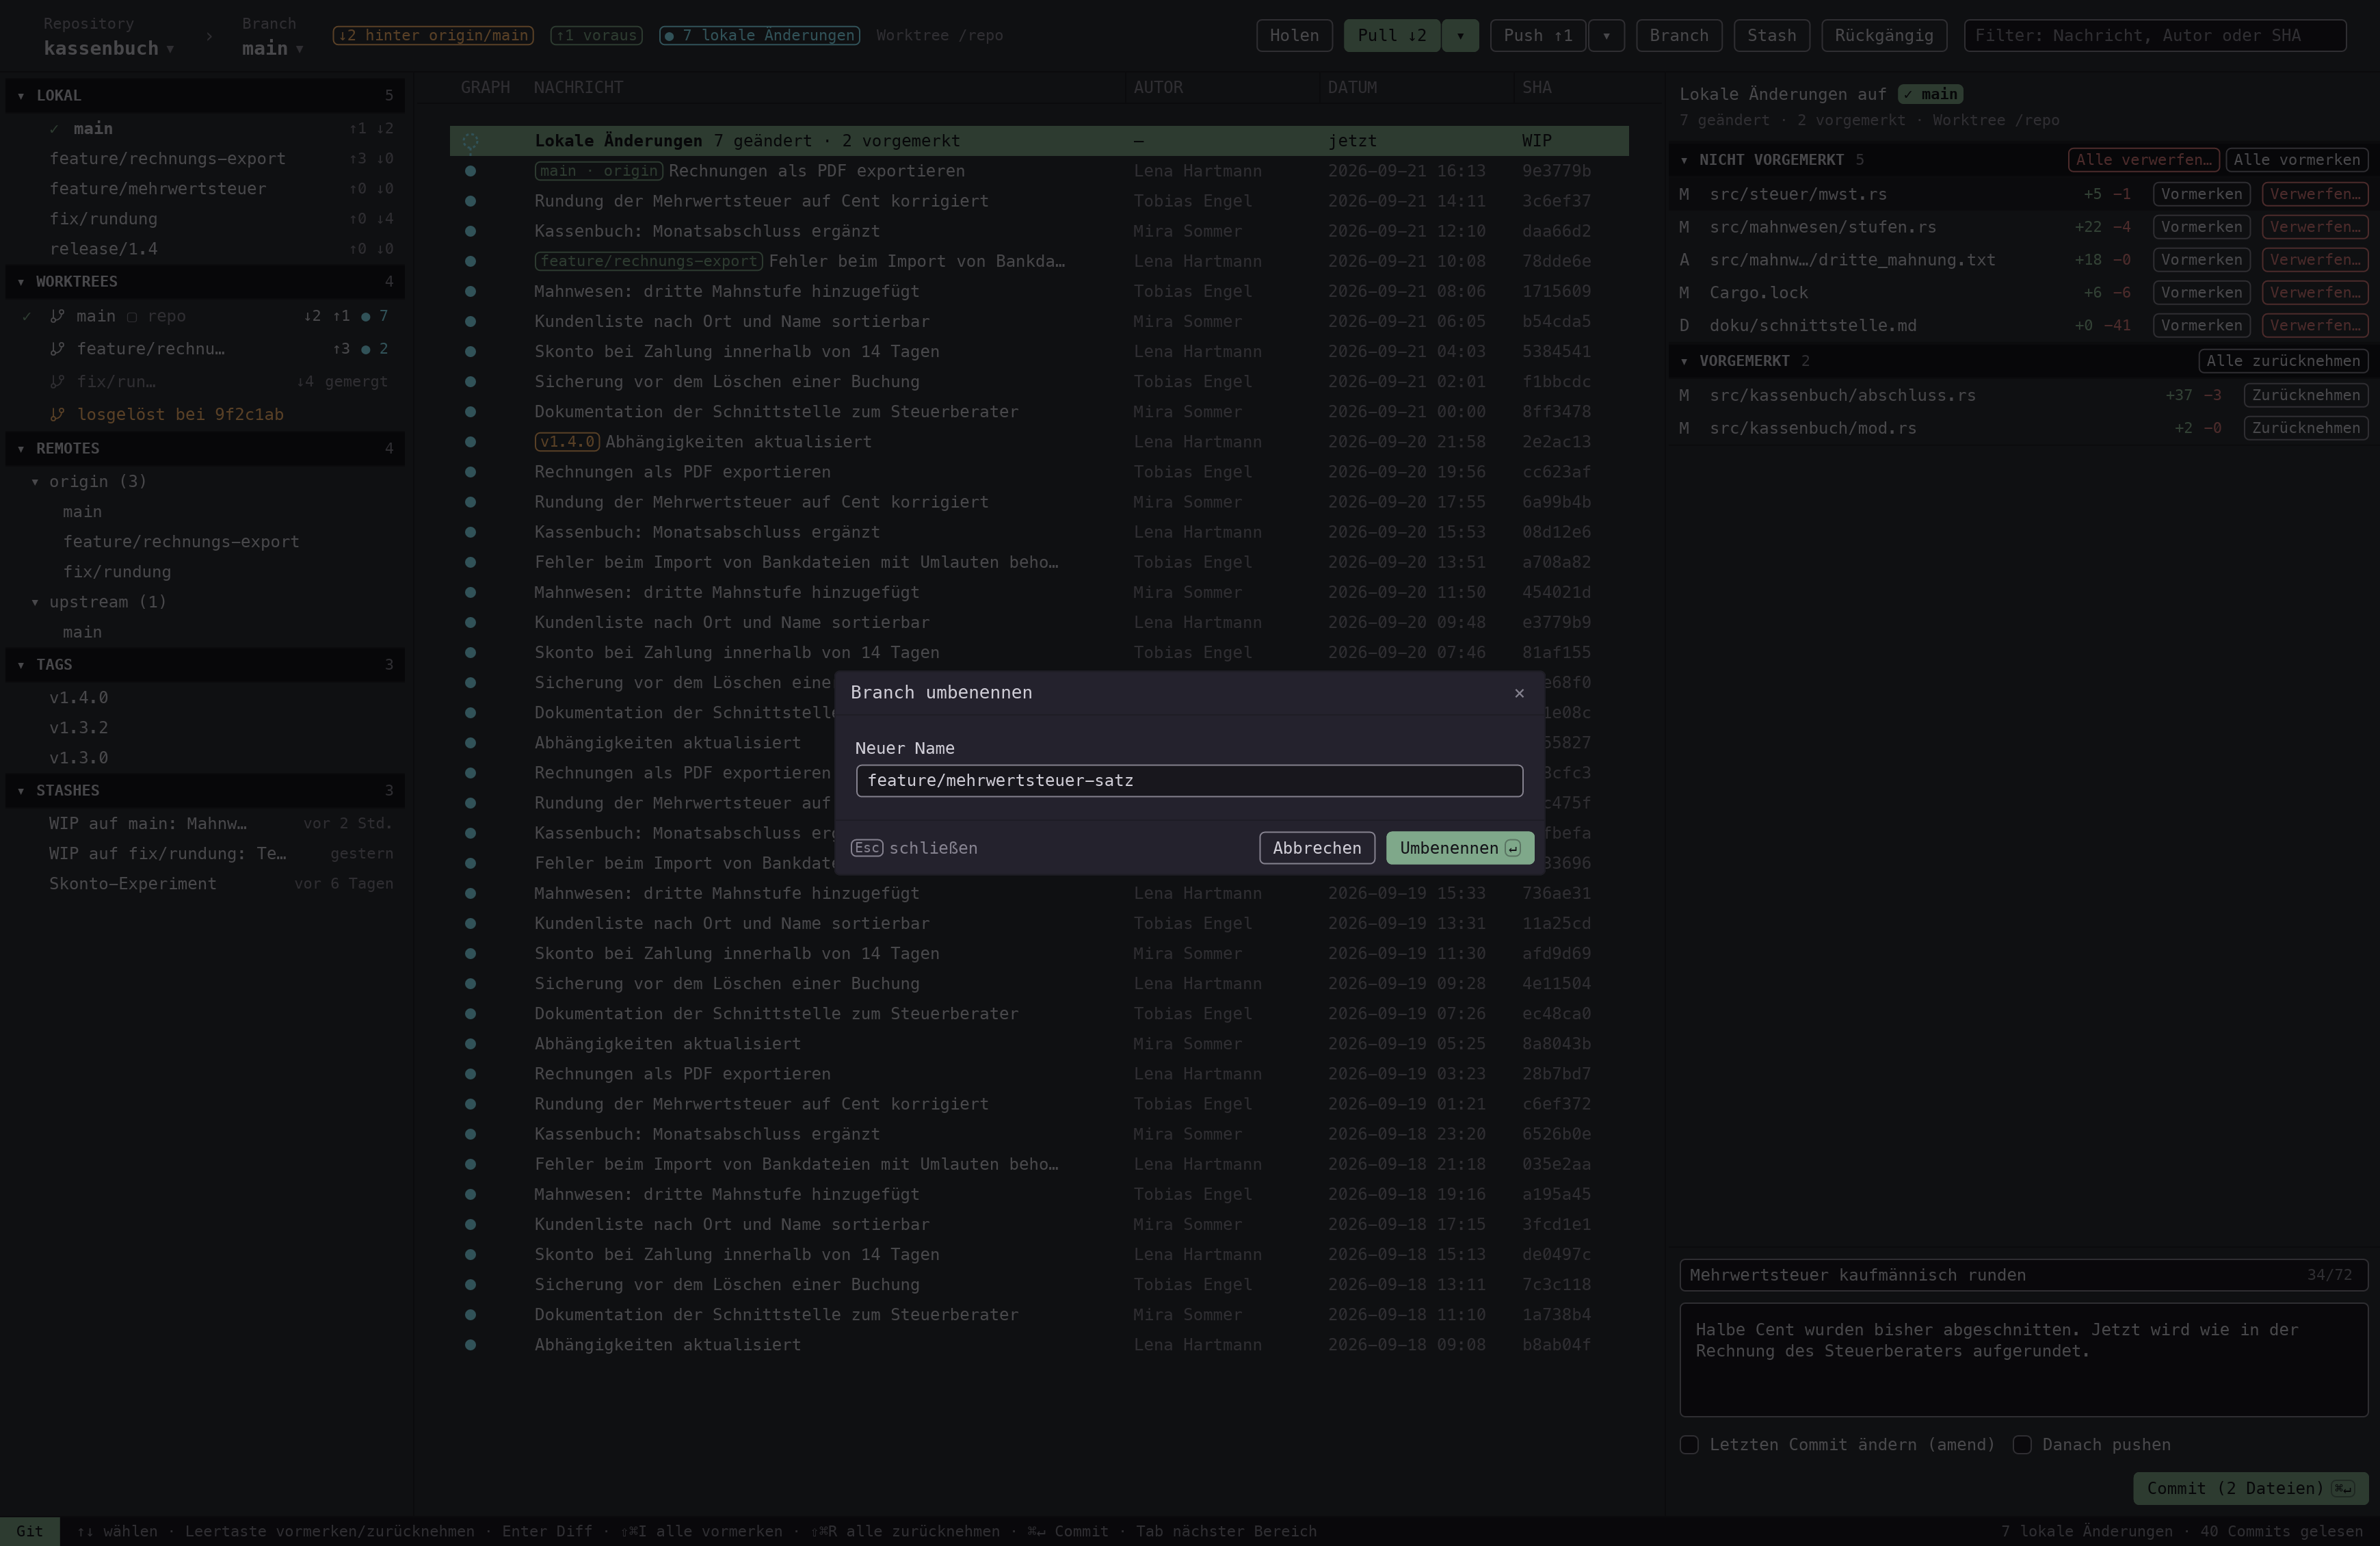 Repository
kassenbuch ▾
›
Branch
main ▾
↓2 hinter origin/main
↑1 voraus
● 7 lokale Änderungen
Worktree /repo
Holen
Pull ↓2 ▾
Push ↑1 ▾
Branch
Stash
Rückgängig
Filter: Nachricht, Autor oder SHA
▾ LOKAL 5
✓ main ↑1 ↓2
feature/rechnungs-export ↑3 ↓0
feature/mehrwertsteuer ↑0 ↓0
fix/rundung ↑0 ↓4
release/1.4 ↑0 ↓0
▾ WORKTREES 4
✓ main ▢ repo ↓2 ↑1 ● 7
feature/rechnu… ↑3 ● 2
fix/run… ↓4 gemergt
losgelöst bei 9f2c1ab
▾ REMOTES 4
▾ origin (3)
main
feature/rechnungs-export
fix/rundung
▾ upstream (1)
main
▾ TAGS 3
v1.4.0
v1.3.2
v1.3.0
▾ STASHES 3
WIP auf main: Mahnw… vor 2 Std.
WIP auf fix/rundung: Te… gestern
Skonto-Experiment vor 6 Tagen
GRAPH NACHRICHT AUTOR DATUM SHA
Lokale Änderungen 7 geändert · 2 vorgemerkt — jetzt WIP
main · origin Rechnungen als PDF exportieren Lena Hartmann 2026-09-21 16:13 9e3779b
Rundung der Mehrwertsteuer auf Cent korrigiert Tobias Engel 2026-09-21 14:11 3c6ef37
Kassenbuch: Monatsabschluss ergänzt Mira Sommer 2026-09-21 12:10 daa66d2
feature/rechnungs-export Fehler beim Import von Bankda… Lena Hartmann 2026-09-21 10:08 78dde6e
Mahnwesen: dritte Mahnstufe hinzugefügt Tobias Engel 2026-09-21 08:06 1715609
Kundenliste nach Ort und Name sortierbar Mira Sommer 2026-09-21 06:05 b54cda5
Skonto bei Zahlung innerhalb von 14 Tagen Lena Hartmann 2026-09-21 04:03 5384541
Sicherung vor dem Löschen einer Buchung Tobias Engel 2026-09-21 02:01 f1bbcdc
Dokumentation der Schnittstelle zum Steuerberater Mira Sommer 2026-09-21 00:00 8ff3478
v1.4.0 Abhängigkeiten aktualisiert Lena Hartmann 2026-09-20 21:58 2e2ac13
Rechnungen als PDF exportieren Tobias Engel 2026-09-20 19:56 cc623af
Rundung der Mehrwertsteuer auf Cent korrigiert Mira Sommer 2026-09-20 17:55 6a99b4b
Kassenbuch: Monatsabschluss ergänzt Lena Hartmann 2026-09-20 15:53 08d12e6
Fehler beim Import von Bankdateien mit Umlauten beho… Tobias Engel 2026-09-20 13:51 a708a82
Mahnwesen: dritte Mahnstufe hinzugefügt Mira Sommer 2026-09-20 11:50 454021d
Kundenliste nach Ort und Name sortierbar Lena Hartmann 2026-09-20 09:48 e3779b9
Skonto bei Zahlung innerhalb von 14 Tagen Tobias Engel 2026-09-20 07:46 81af155
Sicherung vor dem Löschen eine e68f0
Dokumentation der Schnittstelle 1e08c
Abhängigkeiten aktualisiert 55827
Rechnungen als PDF exportieren 3cfc3
Rundung der Mehrwertsteuer auf c475f
Kassenbuch: Monatsabschluss erg fbefa
Fehler beim Import von Bankdate 33696
Mahnwesen: dritte Mahnstufe hinzugefügt Lena Hartmann 2026-09-19 15:33 736ae31
Kundenliste nach Ort und Name sortierbar Tobias Engel 2026-09-19 13:31 11a25cd
Skonto bei Zahlung innerhalb von 14 Tagen Mira Sommer 2026-09-19 11:30 afd9d69
Sicherung vor dem Löschen einer Buchung Lena Hartmann 2026-09-19 09:28 4e11504
Dokumentation der Schnittstelle zum Steuerberater Tobias Engel 2026-09-19 07:26 ec48ca0
Abhängigkeiten aktualisiert Mira Sommer 2026-09-19 05:25 8a8043b
Rechnungen als PDF exportieren Lena Hartmann 2026-09-19 03:23 28b7bd7
Rundung der Mehrwertsteuer auf Cent korrigiert Tobias Engel 2026-09-19 01:21 c6ef372
Kassenbuch: Monatsabschluss ergänzt Mira Sommer 2026-09-18 23:20 6526b0e
Fehler beim Import von Bankdateien mit Umlauten beho… Lena Hartmann 2026-09-18 21:18 035e2aa
Mahnwesen: dritte Mahnstufe hinzugefügt Tobias Engel 2026-09-18 19:16 a195a45
Kundenliste nach Ort und Name sortierbar Mira Sommer 2026-09-18 17:15 3fcd1e1
Skonto bei Zahlung innerhalb von 14 Tagen Lena Hartmann 2026-09-18 15:13 de0497c
Sicherung vor dem Löschen einer Buchung Tobias Engel 2026-09-18 13:11 7c3c118
Dokumentation der Schnittstelle zum Steuerberater Mira Sommer 2026-09-18 11:10 1a738b4
Abhängigkeiten aktualisiert Lena Hartmann 2026-09-18 09:08 b8ab04f
Branch umbenennen ×
Neuer Name
feature/mehrwertsteuer-satz
Esc schließen
Abbrechen
Umbenennen ↵
Lokale Änderungen auf ✓ main
7 geändert · 2 vorgemerkt · Worktree /repo
▾ NICHT VORGEMERKT 5 Alle verwerfen… Alle vormerken
M src/steuer/mwst.rs +5 −1 Vormerken Verwerfen…
M src/mahnwesen/stufen.rs +22 −4 Vormerken Verwerfen…
A src/mahnw…/dritte_mahnung.txt +18 −0 Vormerken Verwerfen…
M Cargo.lock +6 −6 Vormerken Verwerfen…
D doku/schnittstelle.md +0 −41 Vormerken Verwerfen…
▾ VORGEMERKT 2 Alle zurücknehmen
M src/kassenbuch/abschluss.rs +37 −3 Zurücknehmen
M src/kassenbuch/mod.rs +2 −0 Zurücknehmen
Mehrwertsteuer kaufmännisch runden 34/72
Halbe Cent wurden bisher abgeschnitten. Jetzt wird wie in der
Rechnung des Steuerberaters aufgerundet.
Letzten Commit ändern (amend)
Danach pushen
Commit (2 Dateien) ⌘↵
Git ↑↓ wählen · Leertaste vormerken/zurücknehmen · Enter Diff · ⇧⌘I alle vormerken · ⇧⌘R alle zurücknehmen · ⌘↵ Commit · Tab nächster Bereich
7 lokale Änderungen · 40 Commits gelesen